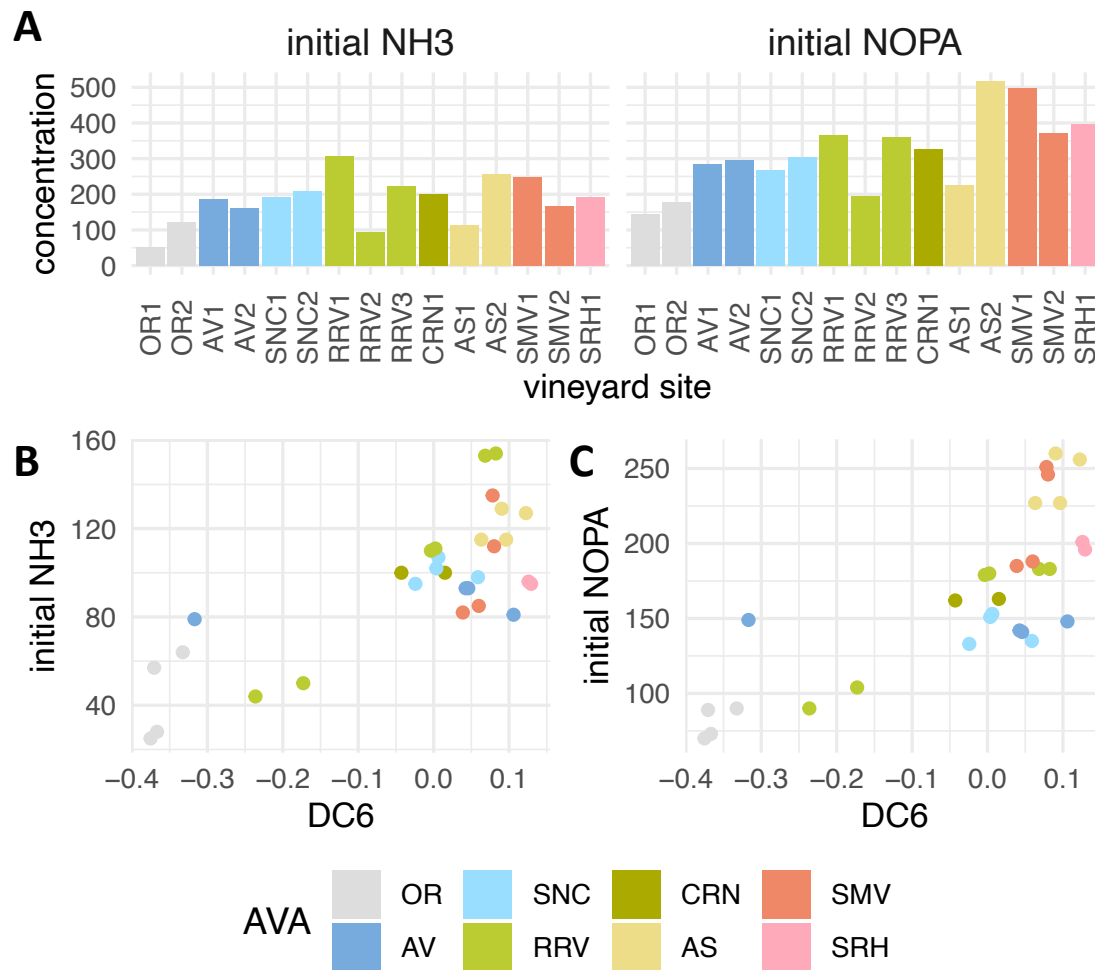 A
initial NH3 initial NOPA
concentration
500
400
300
200
100
0
OR1 OR2 AV1 AV2 SNC1 SNC2 RRV1 RRV2 RRV3 CRN1 AS1 AS2 SMV1 SMV2 SRH1 OR1 OR2 AV1 AV2 SNC1 SNC2 RRV1 RRV2 RRV3 CRN1 AS1 AS2 SMV1 SMV2 SRH1
vineyard site
B
initial NH3
160
120
80
40
−0.4 −0.3 −0.2 −0.1 0.0 0.1
DC6
C
initial NOPA
250
200
150
100
−0.4 −0.3 −0.2 −0.1 0.0 0.1
DC6
AVA
OR SNC CRN SMV
AV RRV AS SRH